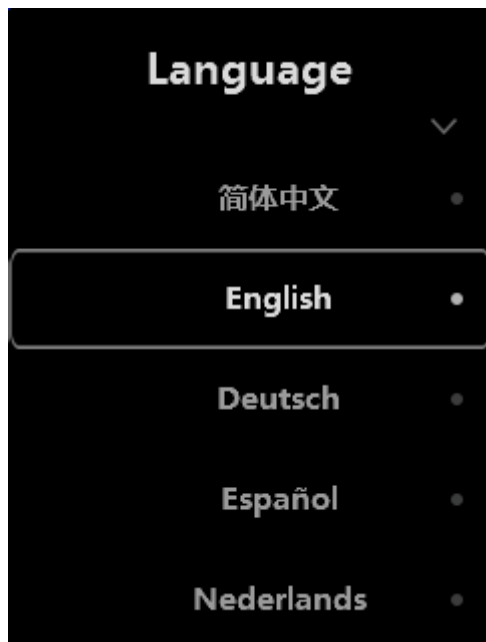 Language
简体中文
English
Deutsch
Español
Nederlands